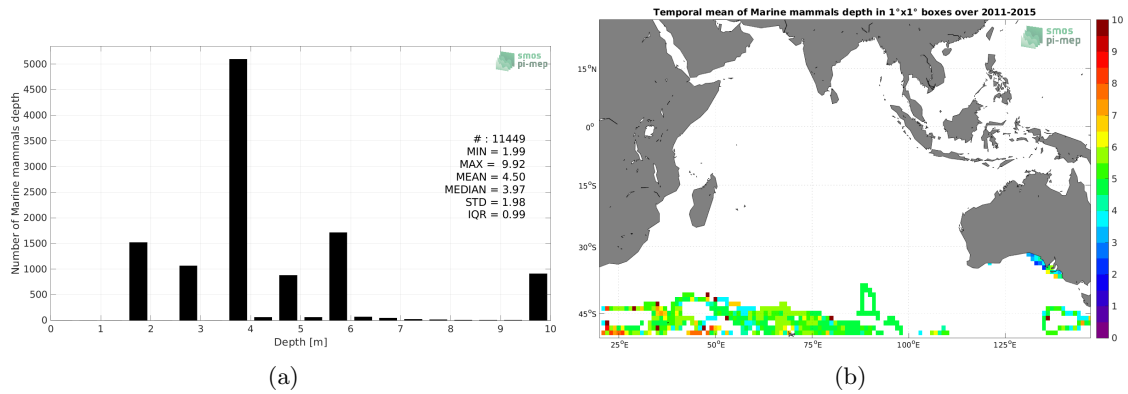 Temporal mean of Marine mammals depth in 1°x1° boxes over 2011-2015
Number of Marine mammals depth
5000
4500
4000
3500
3000
2500
2000
1500
1000
500
0 1 2 3 4 5 6 7 8 9 10
Depth [m]
smos
pi-mep
# : 11449
MIN = 1.99
MAX = 9.92
MEAN = 4.50
MEDIAN = 3.97
STD = 1.98
IQR = 0.99
(a)
smos
pi-mep
15°N
0°
15°S
30°S
45°S
25°E 50°E 75°E 100°E 125°E
10
9
8
7
6
5
4
3
2
1
0
(b)